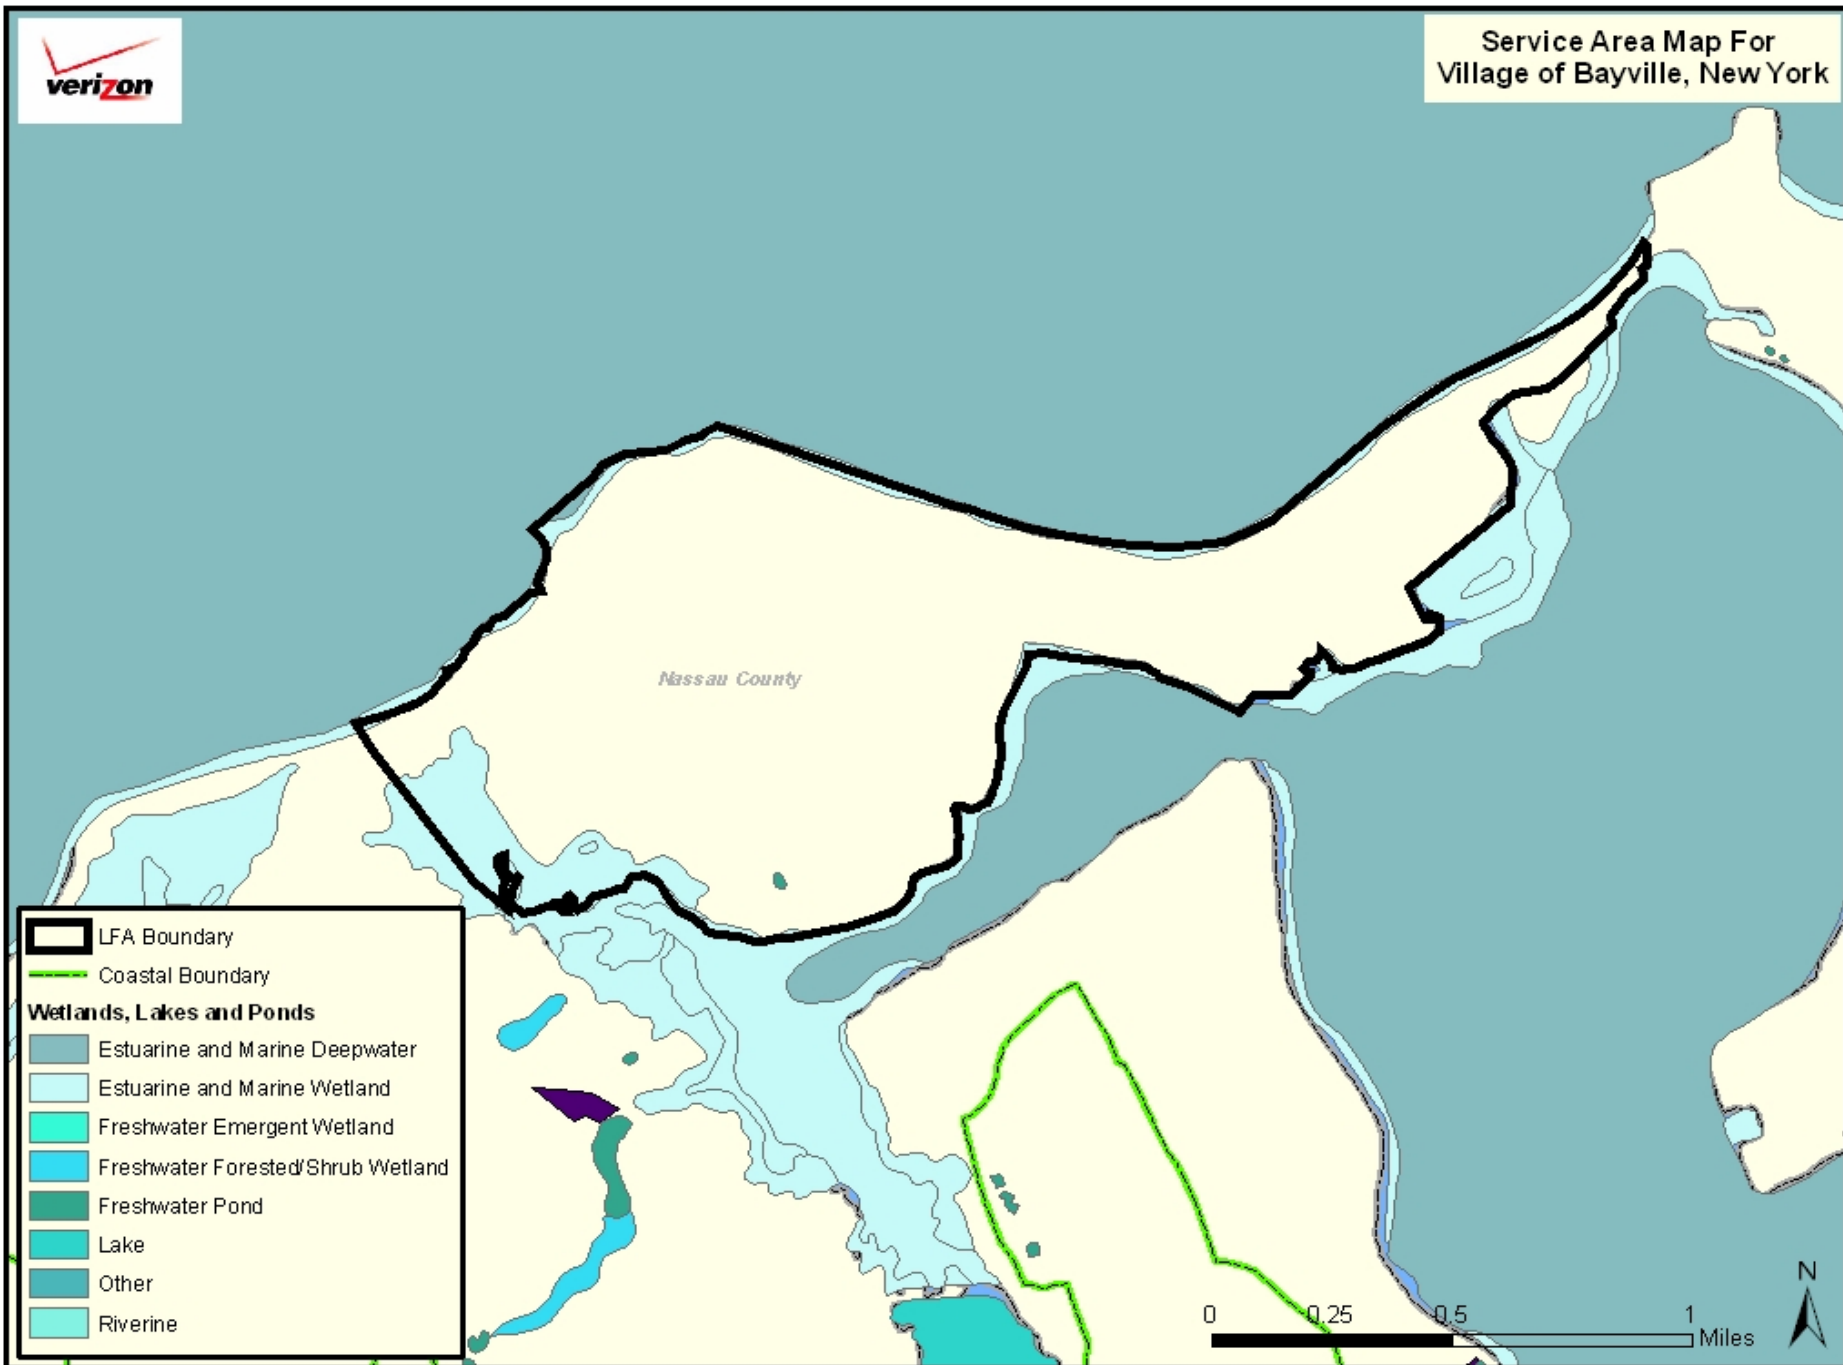 verizon
Service Area Map For
Village of Bayville, New York
Nassau County
LFA Boundary
Coastal Boundary
Wetlands, Lakes and Ponds
Estuarine and Marine Deepwater
Estuarine and Marine Wetland
Freshwater Emergent Wetland
Freshwater Forested/Shrub Wetland
Freshwater Pond
Lake
Other
Riverine
N
0 0.25 0.5 1
Miles